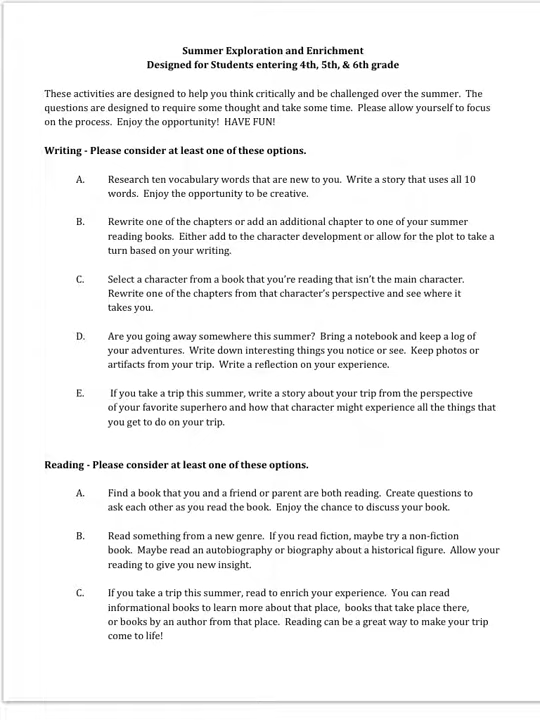 Summer Exploration and Enrichment
Designed for Students entering 4th, 5th, & 6th grade
These activities are designed to help you think critically and be challenged over the summer.  The
questions are designed to require some thought and take some time.  Please allow yourself to focus
on the process.  Enjoy the opportunity!  HAVE FUN!
Writing - Please consider at least one of these options.
A. Research ten vocabulary words that are new to you.  Write a story that uses all 10
words.  Enjoy the opportunity to be creative.
B. Rewrite one of the chapters or add an additional chapter to one of your summer
reading books.  Either add to the character development or allow for the plot to take a
turn based on your writing.
C. Select a character from a book that you're reading that isn't the main character.
Rewrite one of the chapters from that character's perspective and see where it
takes you.
D. Are you going away somewhere this summer?  Bring a notebook and keep a log of
your adventures.  Write down interesting things you notice or see.  Keep photos or
artifacts from your trip.  Write a reflection on your experience.
E. If you take a trip this summer, write a story about your trip from the perspective
of your favorite superhero and how that character might experience all the things that
you get to do on your trip.
Reading - Please consider at least one of these options.
A. Find a book that you and a friend or parent are both reading.  Create questions to
ask each other as you read the book.  Enjoy the chance to discuss your book.
B. Read something from a new genre.  If you read fiction, maybe try a non-fiction
book.  Maybe read an autobiography or biography about a historical figure.  Allow your
reading to give you new insight.
C. If you take a trip this summer, read to enrich your experience.  You can read
informational books to learn more about that place,  books that take place there,
or books by an author from that place.  Reading can be a great way to make your trip
come to life!